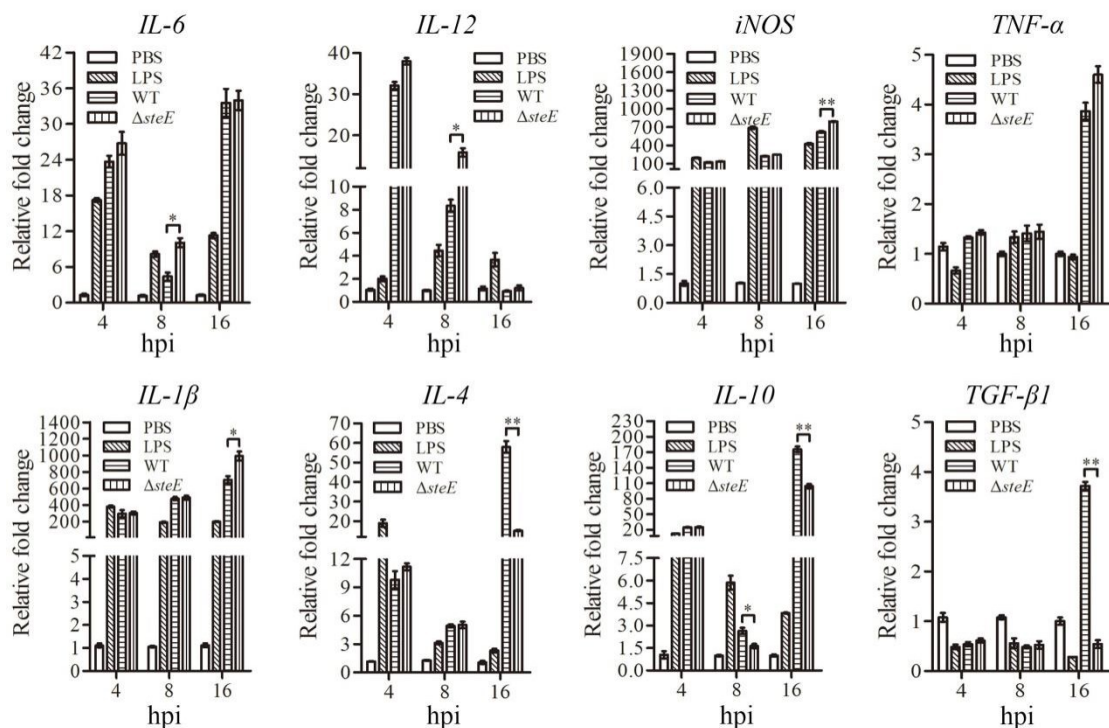 IL-6
Relative fold change
36
30
24
18
12
6
0
PBS
LPS
WT
ΔsteE
*
4 8 16
hpi
IL-12
Relative fold change
40
30
20
10
8
6
4
2
0
PBS
LPS
WT
ΔsteE
*
4 8 16
hpi
iNOS
Relative fold change
1900
1600
1300
1000
700
400
100
6.0
4.5
3.0
1.5
0.0
PBS
LPS
WT
ΔsteE
**
4 8 16
hpi
TNF-α
Relative fold change
5
4
3
2
1
0
PBS
LPS
WT
ΔsteE
4 8 16
hpi
IL-1β
Relative fold change
1400
1200
1000
800
600
400
200
5
4
3
2
1
0
PBS
LPS
WT
ΔsteE
*
4 8 16
hpi
IL-4
Relative fold change
70
60
50
40
30
20
10
12
9
6
3
0
PBS
LPS
WT
ΔsteE
**
4 8 16
hpi
IL-10
Relative fold change
230
210
180
150
120
90
60
30
10
7.5
6.0
4.5
3.0
1.5
0.0
PBS
LPS
WT
ΔsteE
*
**
4 8 16
hpi
TGF-β1
Relative fold change
5
4
3
2
1
0
PBS
LPS
WT
ΔsteE
**
4 8 16
hpi